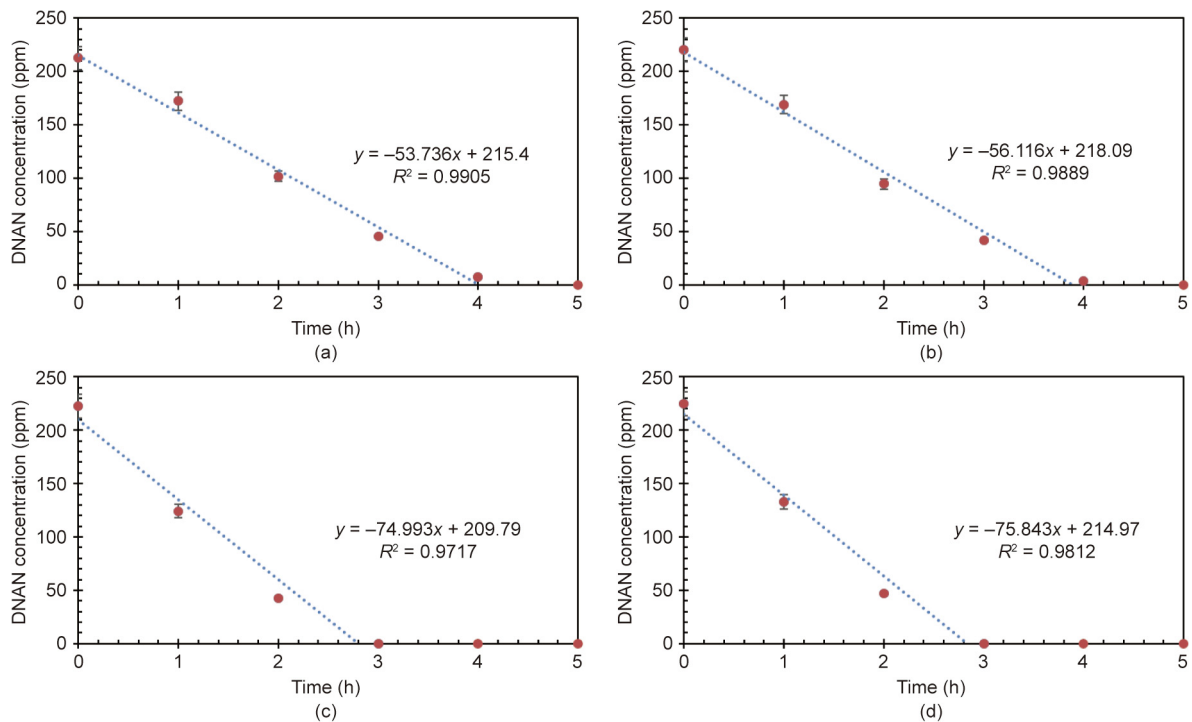 250
200
150
100
50
0
DNAN concentration (ppm)
y = –53.736x + 215.4
R² = 0.9905
0 1 2 3 4 5
Time (h)
(a)
250
200
150
100
50
0
DNAN concentration (ppm)
y = –56.116x + 218.09
R² = 0.9889
0 1 2 3 4 5
Time (h)
(b)
250
200
150
100
50
0
DNAN concentration (ppm)
y = –74.993x + 209.79
R² = 0.9717
0 1 2 3 4 5
Time (h)
(c)
250
200
150
100
50
0
DNAN concentration (ppm)
y = –75.843x + 214.97
R² = 0.9812
0 1 2 3 4 5
Time (h)
(d)